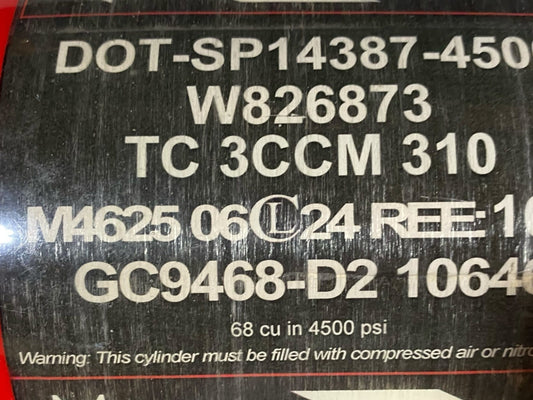 DOT-SP14387-450
W826873
TC 3CCM 310
M4625 06 CL 24 REE: 1
GC9468-D2 1064
68 cu in 4500 psi
Warning: This cylinder must be filled with compressed air or nitro